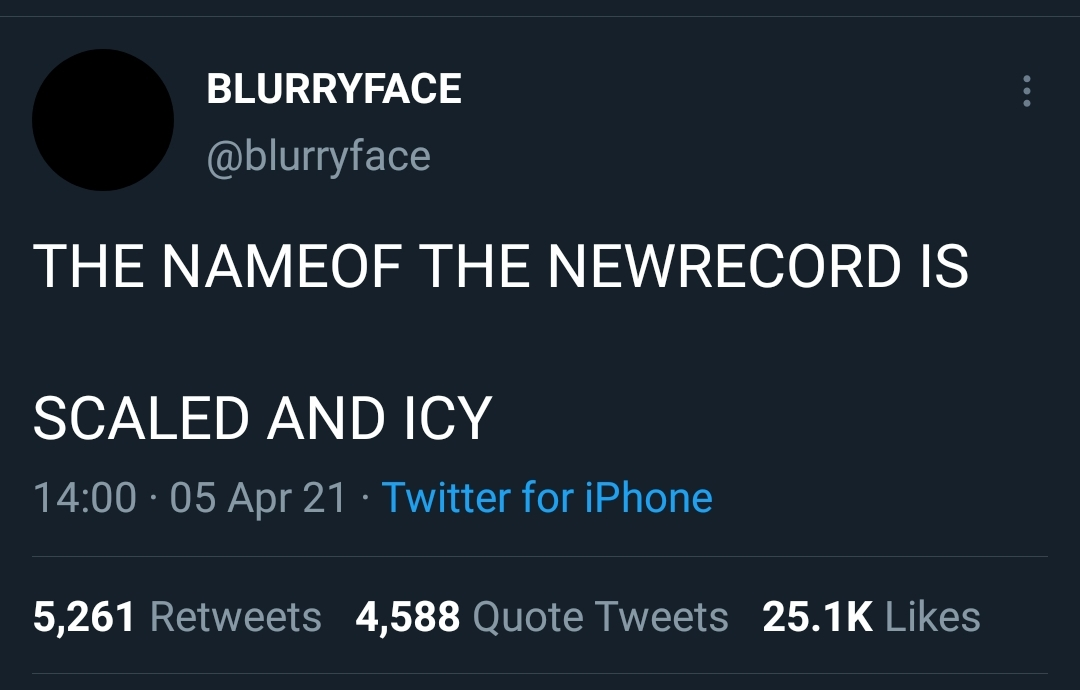 BLURRYFACE
@blurryface
THE NAMEOF THE NEWRECORD IS
SCALED AND ICY
14:00 · 05 Apr 21 · Twitter for iPhone
5,261 Retweets 4,588 Quote Tweets 25.1K Likes